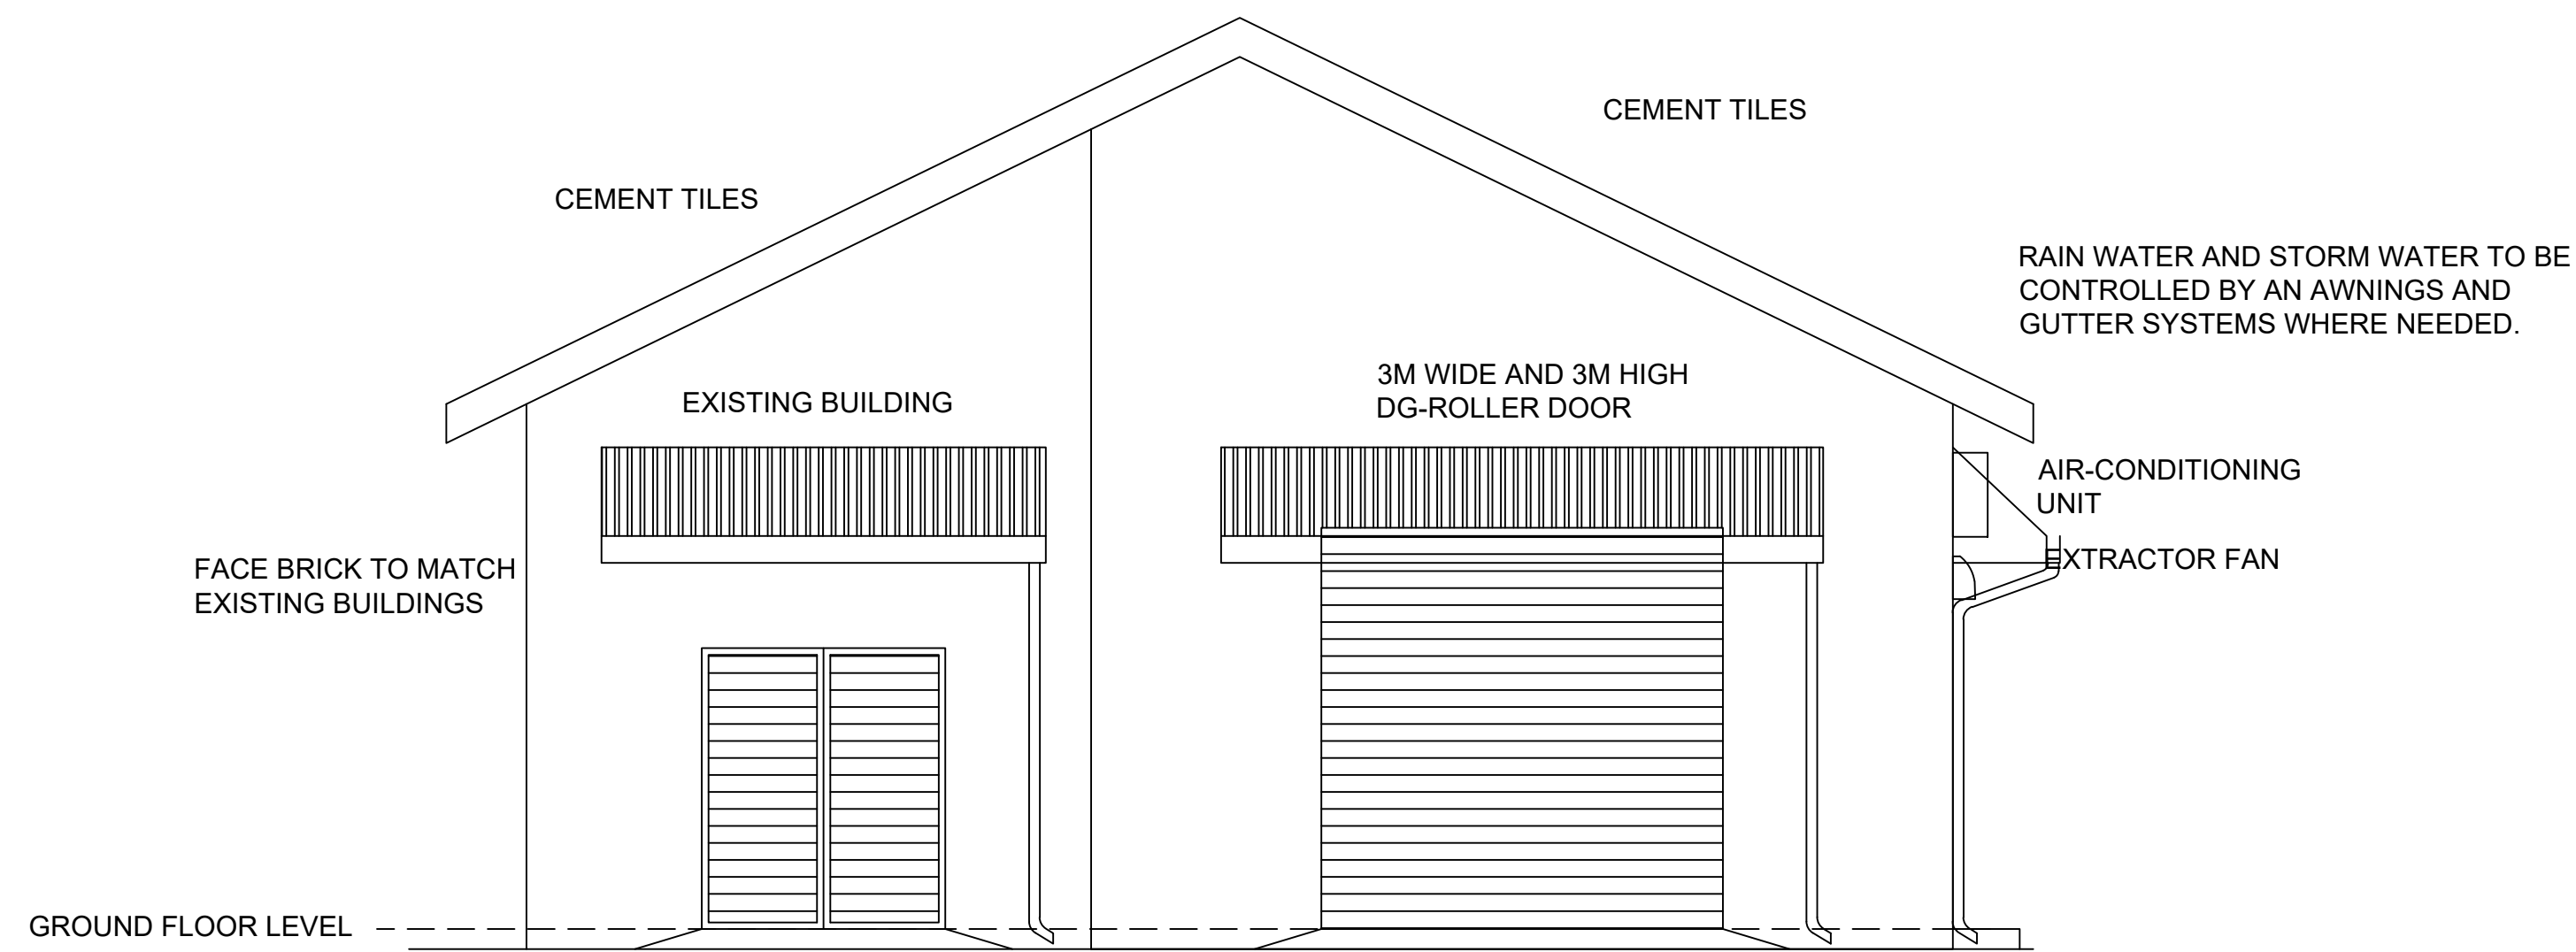 CEMENT TILES
CEMENT TILES
RAIN WATER AND STORM WATER TO BE
CONTROLLED BY AN AWNINGS AND
GUTTER SYSTEMS WHERE NEEDED.
3M WIDE AND 3M HIGH
DG-ROLLER DOOR
EXISTING BUILDING
AIR-CONDITIONING
UNIT
EXTRACTOR FAN
FACE BRICK TO MATCH
EXISTING BUILDINGS
GROUND FLOOR LEVEL